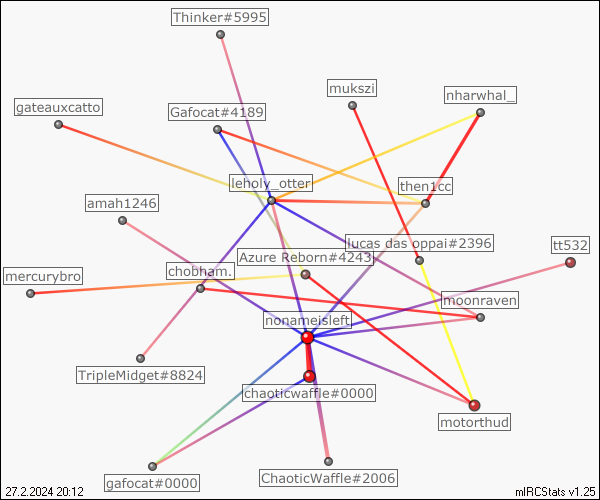 Thinker#5995
mukszi
nharwhal_
gateauxcatto
Gafocat#4189
leholy_otter
then1cc
amah1246
lucas das oppai#2396
tt532
Azure Reborn#4243
mercurybro
chobham.
moonraven
nonameisleft
TripleMidget#8824
chaoticwaffle#0000
motorthud
gafocat#0000
ChaoticWaffle#2006
27.2.2024 20:12
mIRCStats v1.25